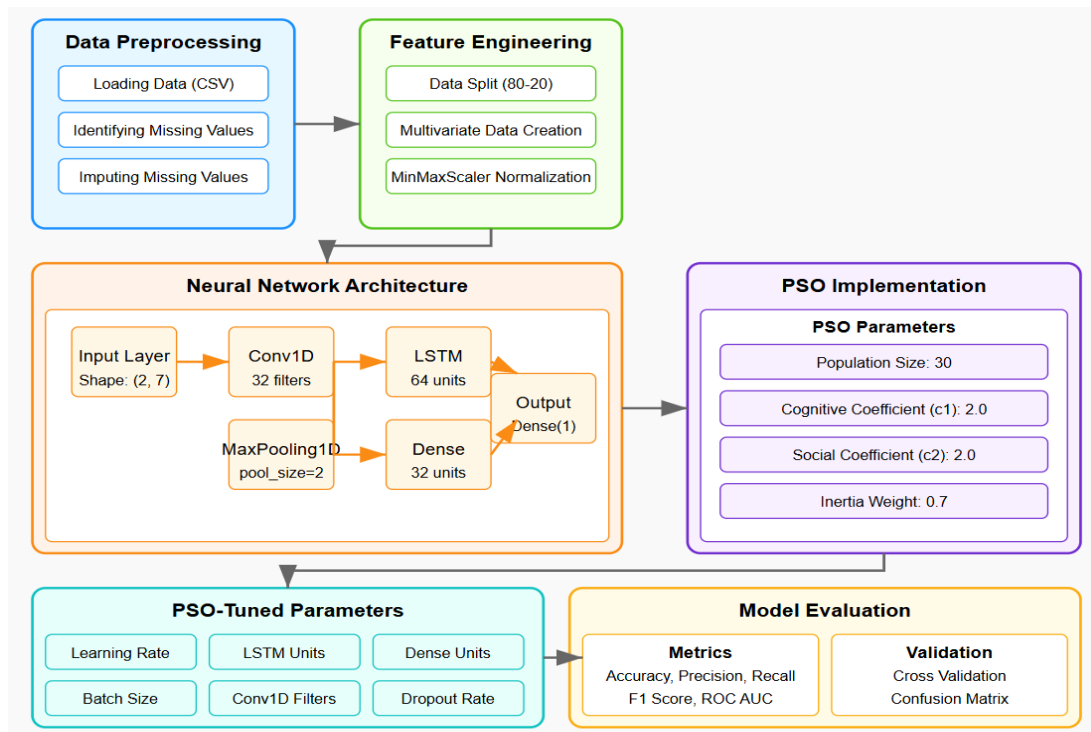 Data Preprocessing
Loading Data (CSV)
Identifying Missing Values
Imputing Missing Values
Feature Engineering
Data Split (80-20)
Multivariate Data Creation
MinMaxScaler Normalization
Neural Network Architecture
Input Layer
Shape: (2, 7)
Conv1D
32 filters
LSTM
64 units
MaxPooling1D
pool_size=2
Dense
32 units
Output
Dense(1)
PSO Implementation
PSO Parameters
Population Size: 30
Cognitive Coefficient (c1): 2.0
Social Coefficient (c2): 2.0
Inertia Weight: 0.7
PSO-Tuned Parameters
Learning Rate
LSTM Units
Dense Units
Batch Size
Conv1D Filters
Dropout Rate
Model Evaluation
Metrics
Accuracy, Precision, Recall
F1 Score, ROC AUC
Validation
Cross Validation
Confusion Matrix